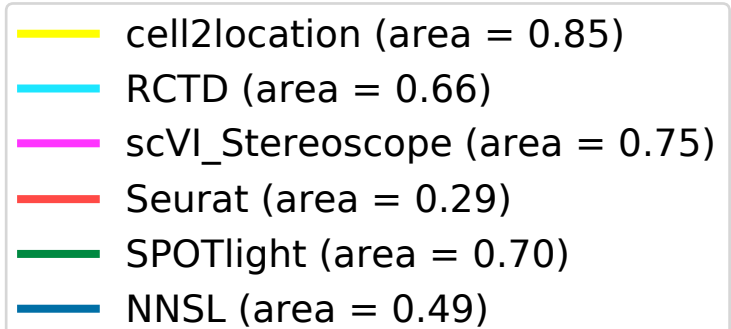 cell2location (area = 0.85)
RCTD (area = 0.66)
scVI_Stereoscope (area = 0.75)
Seurat (area = 0.29)
SPOTlight (area = 0.70)
NNSL (area = 0.49)